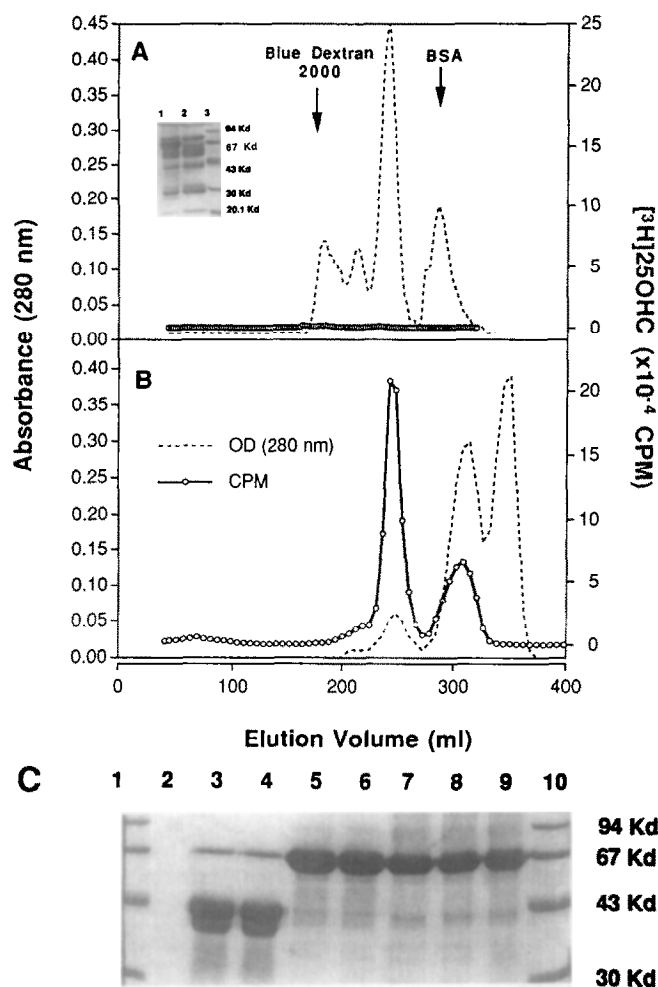 A
Blue Dextran
2000
BSA
1 2 3
94 Kd
67 Kd
43 Kd
30 Kd
20.1 Kd
0.45
0.40
0.35
0.30
0.25
0.20
0.15
0.10
0.05
0.00
25
20
15
10
5
0
B
OD (280 nm)
CPM
0.40
0.35
0.30
0.25
0.20
0.15
0.10
0.05
0.00
20
15
10
5
0
Absorbance (280 nm)
[³H]25OHC (x10⁻⁴ CPM)
0 100 200 300 400
Elution Volume (ml)
C
1 2 3 4 5 6 7 8 9 10
94 Kd
67 Kd
43 Kd
30 Kd